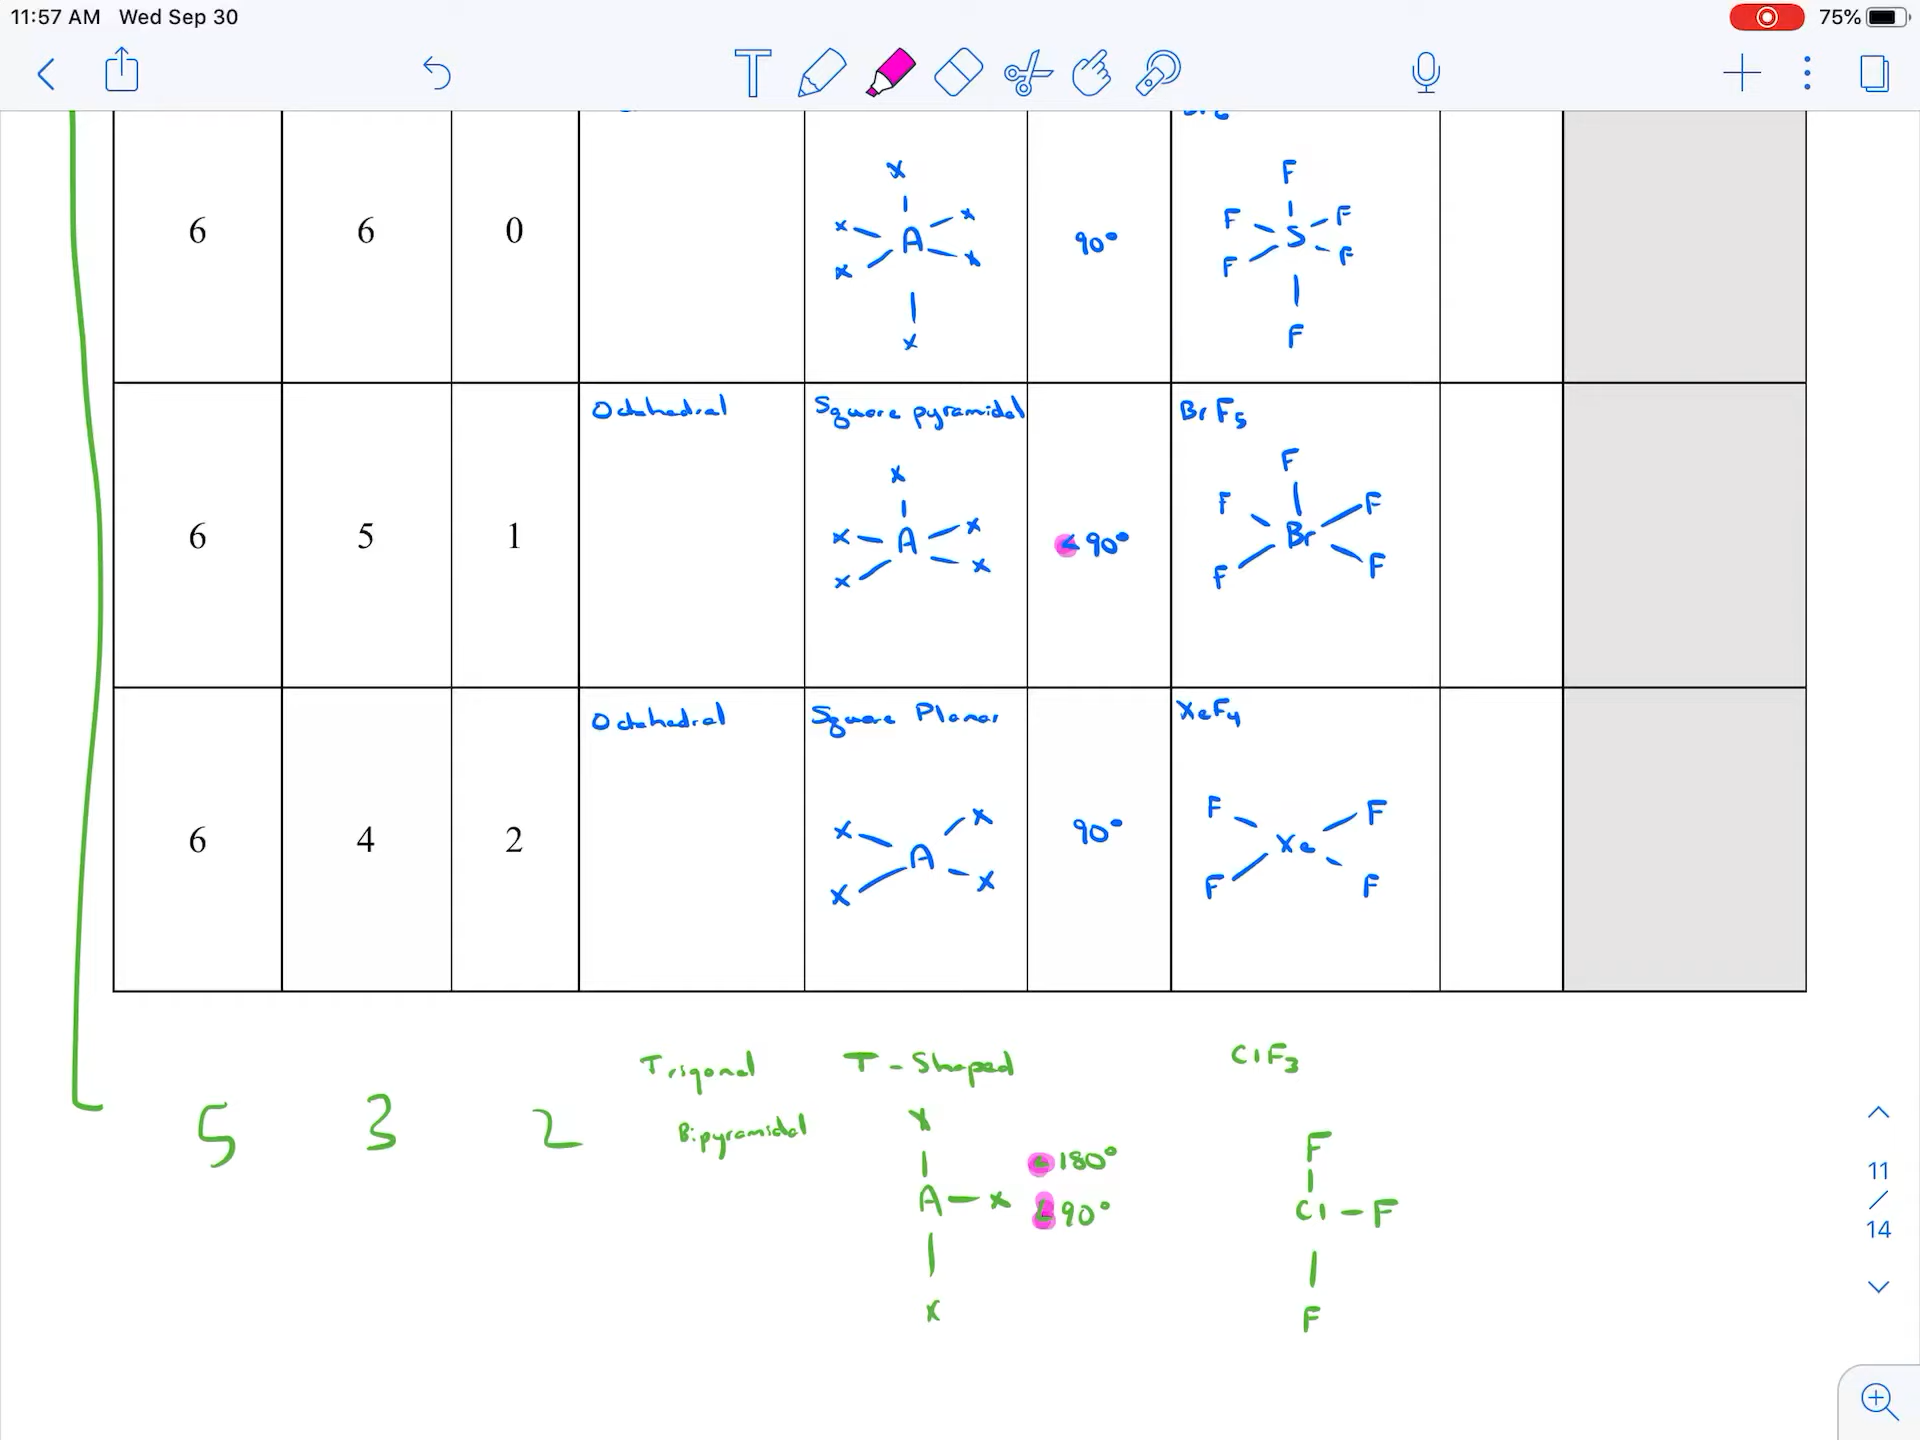 11:57 AM Wed Sep 30
75%
T
6 6 0
X
X X
A
X X
X
90°
F
F F
S
F F
F
Octahedral Square pyramidal BrF5
6 5 1
X
X A X
X X
<90°
F
F F
Br
F F
Octahedral Square Planar XeF4
6 4 2
X X
A
X X
90°
F F
Xe
F F
Trigonal T-Shaped ClF3
5 3 2
Bipyramidal
X
A-X
X
<180°
<90°
F
Cl-F
F
11
/
14